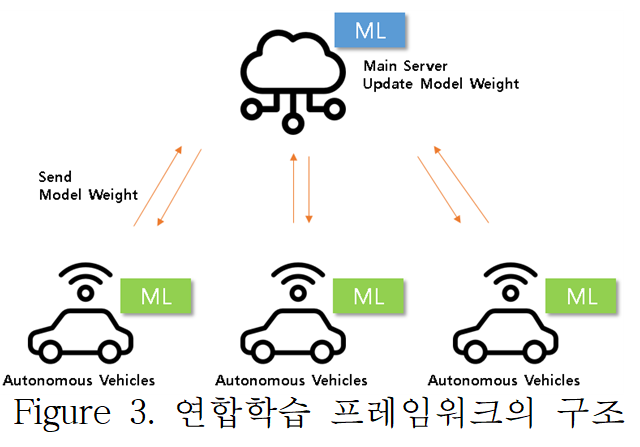 ML
Main Server
Update Model Weight
Send
Model Weight
ML
ML
ML
Autonomous Vehicles
Autonomous Vehicles
Autonomous Vehicles
Figure 3. 연합학습 프레임워크의 구조